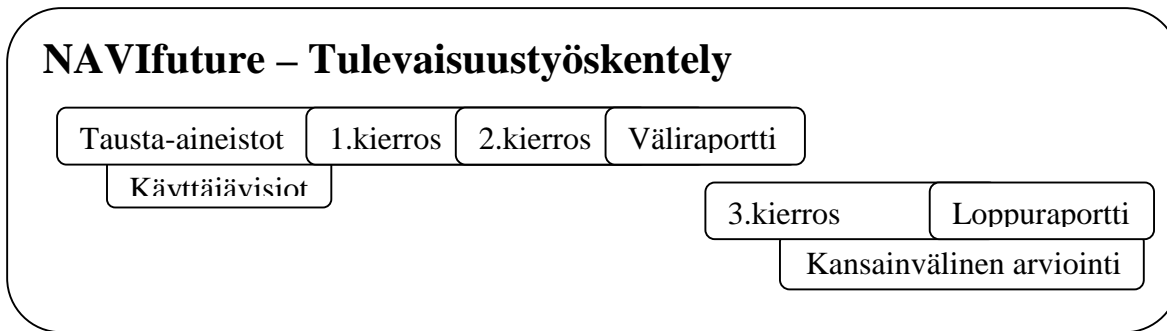 NAVIfuture – Tulevaisuustyöskentely
Tausta-aineistot 1.kierros 2.kierros Väliraportti
Käyttäjävisiot
3.kierros Loppuraportti
Kansainvälinen arviointi